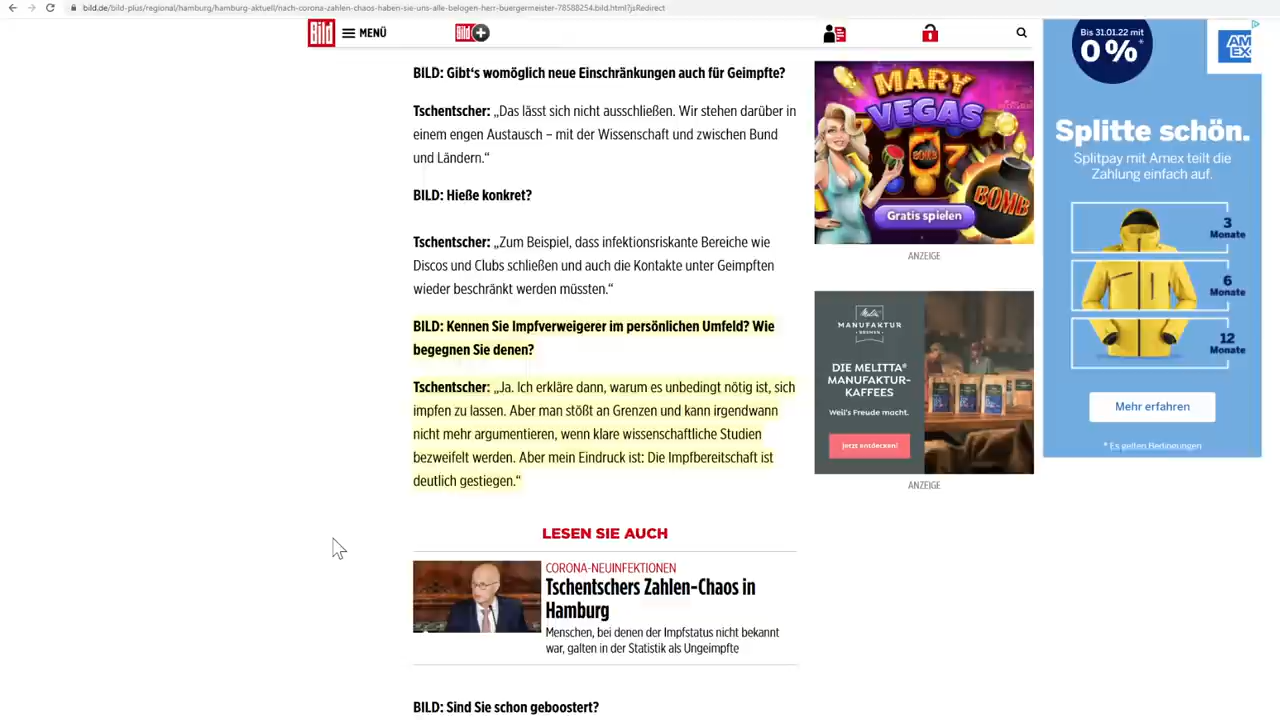 bild.de/bild-plus/regional/hamburg/hamburg-aktuell/nach-corona-zahlen-chaos-haben-sie-uns-alle-belogen-herr-buergermeister-78588254.bild.html?jsRedirect
Bild
MENÜ
Bild +
BILD: Gibt‘s womöglich neue Einschränkungen auch für Geimpfte?
Tschentscher: „Das lässt sich nicht ausschließen. Wir stehen darüber in
einem engen Austausch – mit der Wissenschaft und zwischen Bund
und Ländern.“
BILD: Hieße konkret?
Tschentscher: „Zum Beispiel, dass infektionsriskante Bereiche wie
Discos und Clubs schließen und auch die Kontakte unter Geimpften
wieder beschränkt werden müssten.“
BILD: Kennen Sie Impfverweigerer im persönlichen Umfeld? Wie
begegnen Sie denen?
Tschentscher: „Ja. Ich erkläre dann, warum es unbedingt nötig ist, sich
impfen zu lassen. Aber man stößt an Grenzen und kann irgendwann
nicht mehr argumentieren, wenn klare wissenschaftliche Studien
bezweifelt werden. Aber mein Eindruck ist: Die Impfbereitschaft ist
deutlich gestiegen.“
LESEN SIE AUCH
CORONA-NEUINFEKTIONEN
Tschentschers Zahlen-Chaos in
Hamburg
Menschen, bei denen der Impfstatus nicht bekannt
war, galten in der Statistik als Ungeimpfte
BILD: Sind Sie schon geboostert?
MARY
VEGAS
BOMB
7
BOMB
Gratis spielen
ANZEIGE
Melitta
MANUFAKTUR
BREMEN
DIE MELITTA®
MANUFAKTUR-
KAFFEES
Weil's Freude macht.
Jetzt entdecken!
ANZEIGE
Bis 31.01.22 mit
0%*
AM
EX
Splitte schön.
Splitpay mit Amex teilt die
Zahlung einfach auf.
3
Monate
6
Monate
12
Monate
Mehr erfahren
* Es gelten Bedingungen